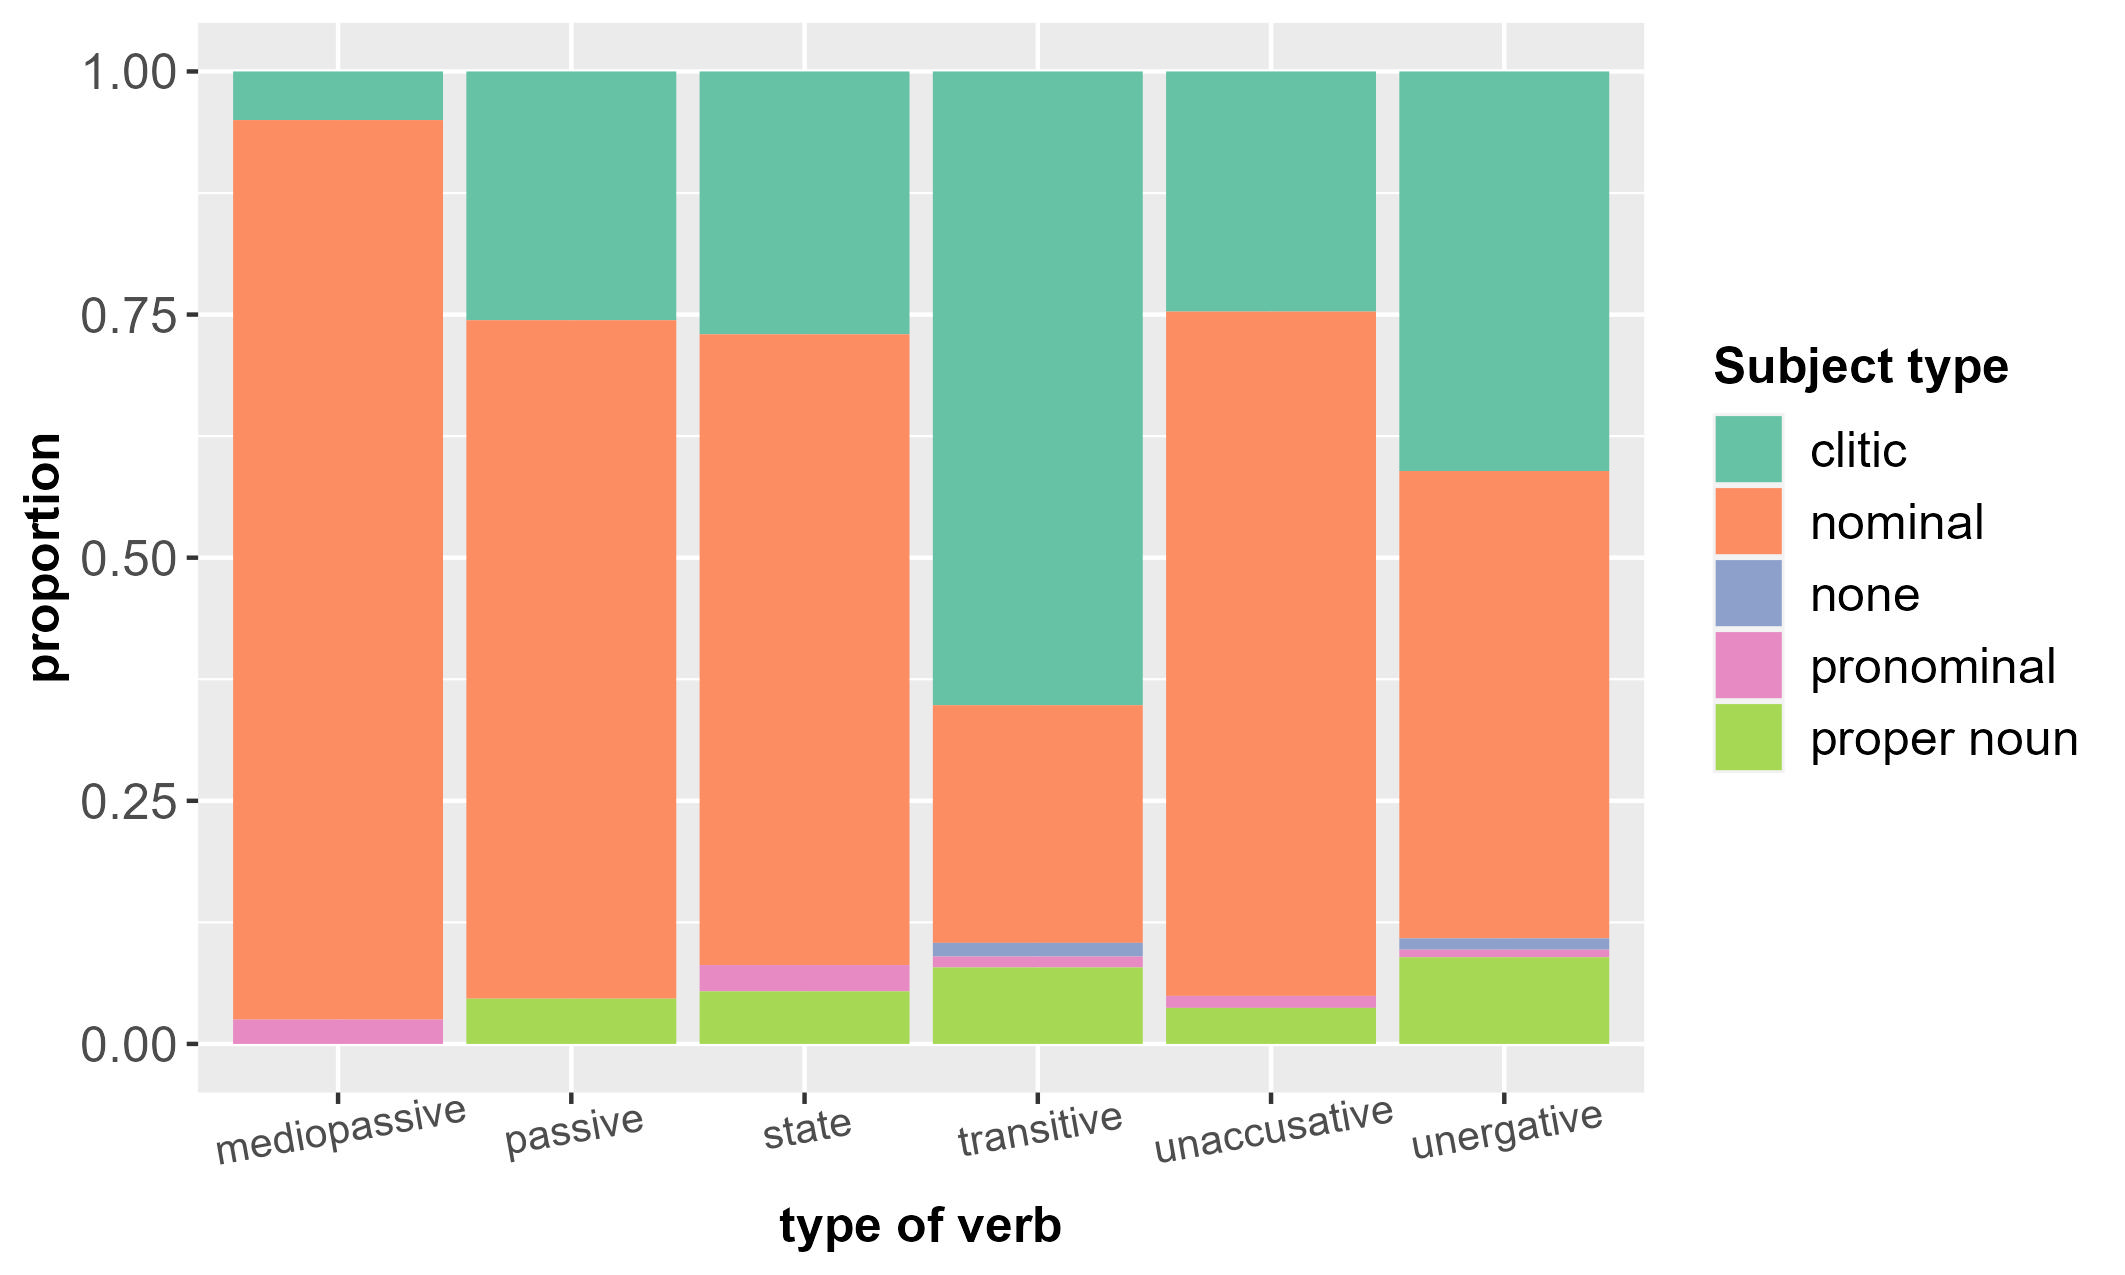 1.00
0.75
0.50
0.25
0.00
proportion
mediopassive
passive
state
transitive
unaccusative
unergative
type of verb
Subject type
clitic
nominal
none
pronominal
proper noun